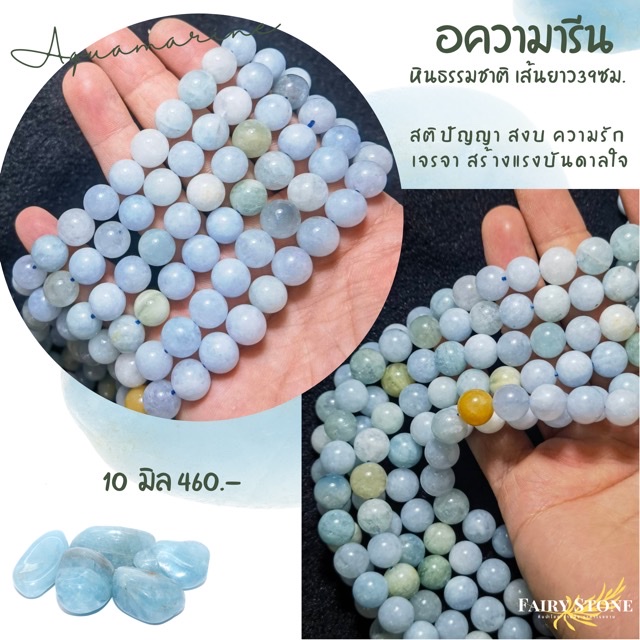 Aquamarine
อความารีน
หินธรรมชาติ เส้นยาว39ซม.
สติปัญญา สงบ ความรัก
เจรจา สร้างแรงบันดาลใจ
10 มิล 460.-
FAIRY STONE